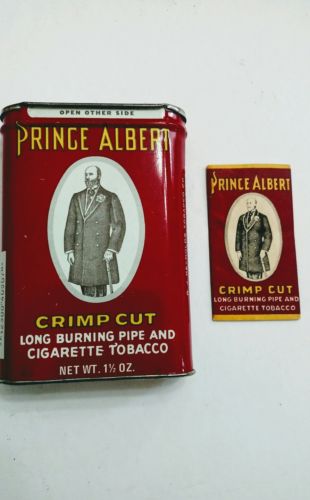 OPEN OTHER SIDE
PRINCE ALBERT
CRIMP CUT
LONG BURNING PIPE AND
CIGARETTE TOBACCO
NET WT. 1½ OZ.
PRINCE ALBERT
CRIMP CUT
LONG BURNING PIPE AND
CIGARETTE TOBACCO